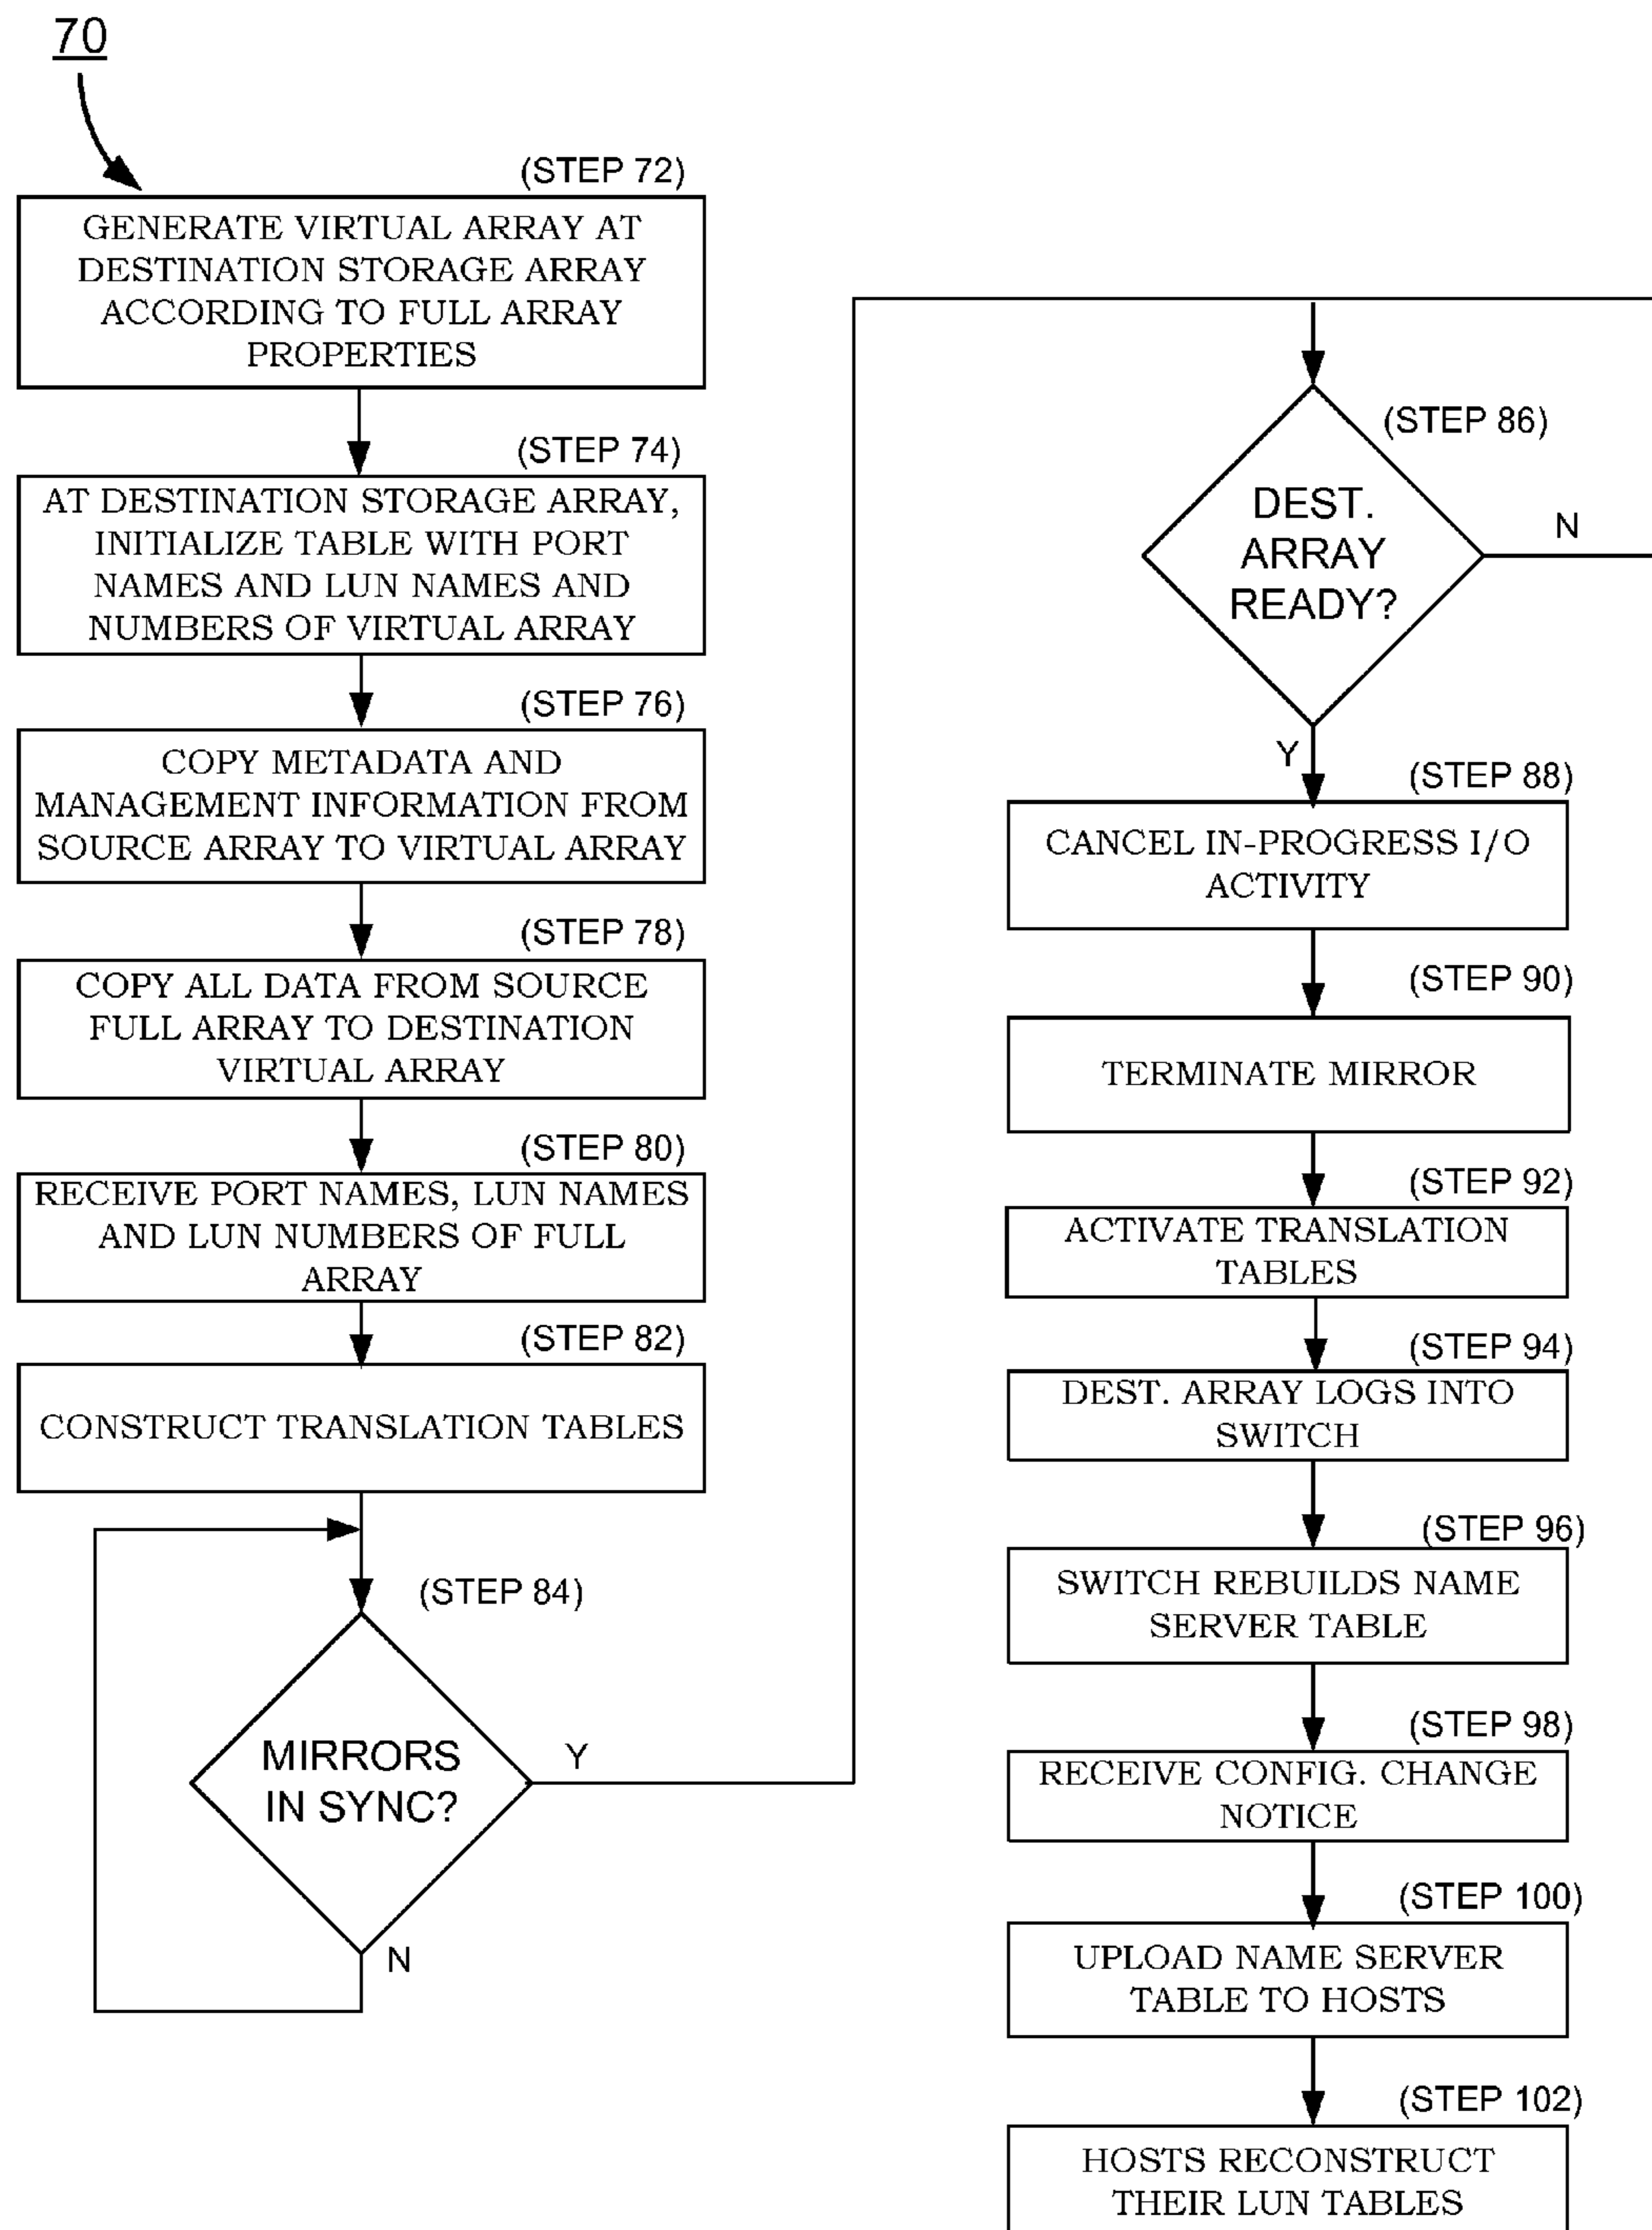 70
(STEP 72)
GENERATE VIRTUAL ARRAY AT
DESTINATION STORAGE ARRAY
ACCORDING TO FULL ARRAY
PROPERTIES
(STEP 74)
AT DESTINATION STORAGE ARRAY,
INITIALIZE TABLE WITH PORT
NAMES AND LUN NAMES AND
NUMBERS OF VIRTUAL ARRAY
(STEP 76)
COPY METADATA AND
MANAGEMENT INFORMATION FROM
SOURCE ARRAY TO VIRTUAL ARRAY
(STEP 78)
COPY ALL DATA FROM SOURCE
FULL ARRAY TO DESTINATION
VIRTUAL ARRAY
(STEP 80)
RECEIVE PORT NAMES, LUN NAMES
AND LUN NUMBERS OF FULL
ARRAY
(STEP 82)
CONSTRUCT TRANSLATION TABLES
(STEP 84)
MIRRORS
IN SYNC?
Y
N
(STEP 86)
DEST.
ARRAY
READY?
N
Y
(STEP 88)
CANCEL IN-PROGRESS I/O
ACTIVITY
(STEP 90)
TERMINATE MIRROR
(STEP 92)
ACTIVATE TRANSLATION
TABLES
(STEP 94)
DEST. ARRAY LOGS INTO
SWITCH
(STEP 96)
SWITCH REBUILDS NAME
SERVER TABLE
(STEP 98)
RECEIVE CONFIG. CHANGE
NOTICE
(STEP 100)
UPLOAD NAME SERVER
TABLE TO HOSTS
(STEP 102)
HOSTS RECONSTRUCT
THEIR LUN TABLES